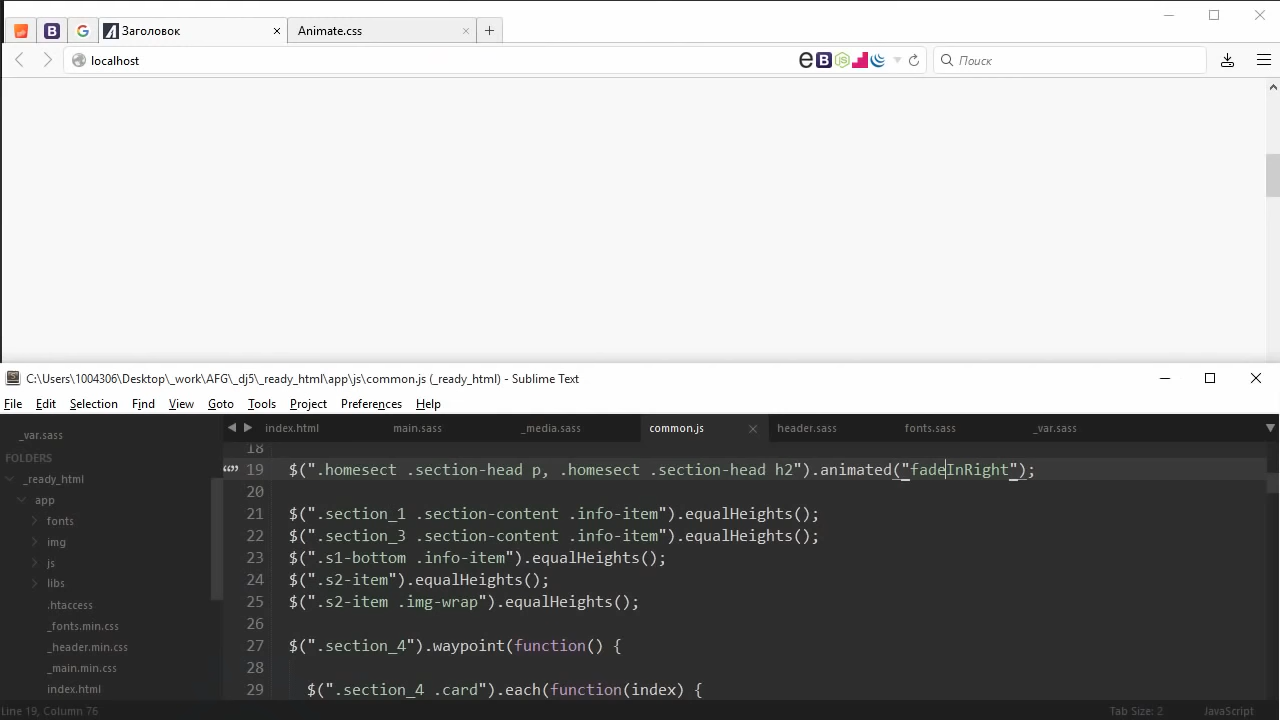 Заголовок × Animate.css × +
localhost Поиск
C:\Users\1004306\Desktop\_work\AFG\_dj5\_ready_html\app\js\common.js (_ready_html) - Sublime Text
File Edit Selection Find View Goto Tools Project Preferences Help
index.html main.sass _media.sass common.js × header.sass fonts.sass _var.sass
_var.sass
FOLDERS
_ready_html
app
fonts
img
js
libs
.htaccess
_fonts.min.css
_header.min.css
_main.min.css
index.html
18
19 $(".homesect .section-head p, .homesect .section-head h2").animated("fadeInRight");
20
21 $(".section_1 .section-content .info-item").equalHeights();
22 $(".section_3 .section-content .info-item").equalHeights();
23 $(".s1-bottom .info-item").equalHeights();
24 $(".s2-item").equalHeights();
25 $(".s2-item .img-wrap").equalHeights();
26
27 $(".section_4").waypoint(function() {
28
29 $(".section_4 .card").each(function(index) {
Line 19, Column 76 Tab Size: 2 JavaScript